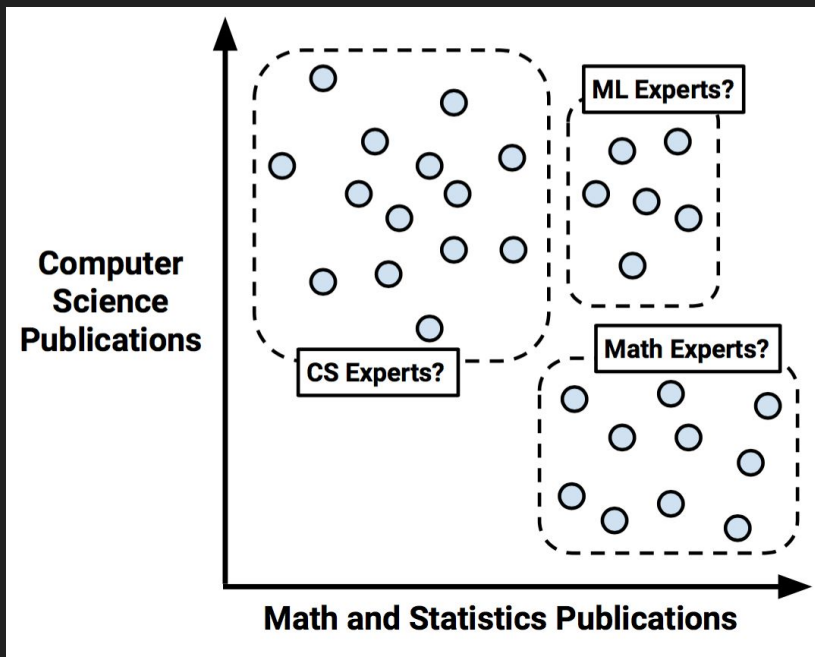 ML Experts?
Computer
Science
Publications
Math Experts?
CS Experts?
Math and Statistics Publications